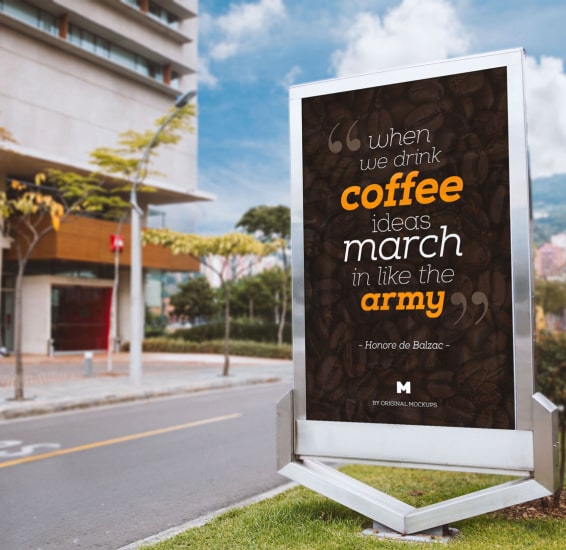 “ when
we drink
coffee
ideas
march
in like the
army ”
- Honore de Balzac -
M
BY ORIGINAL MOCKUPS